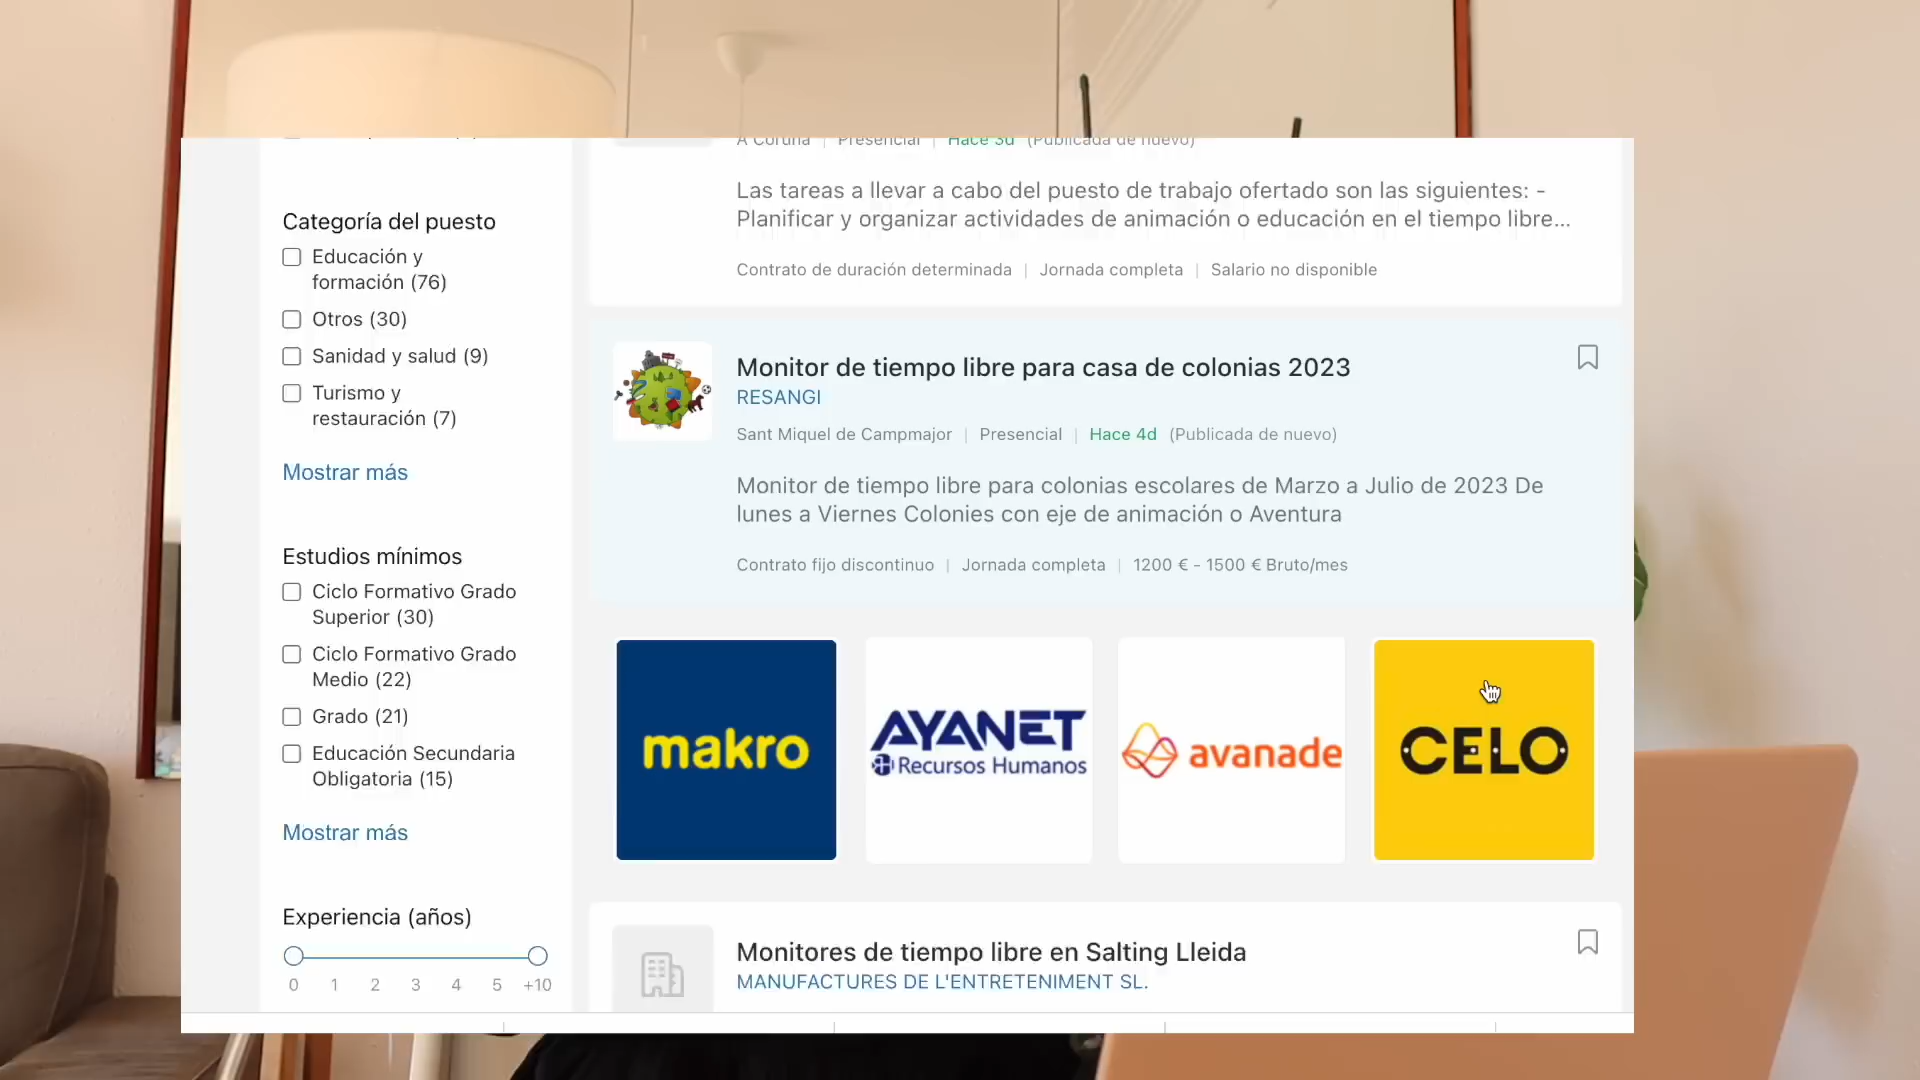 Categoría del puesto
Educación y
formación (76)
Otros (30)
Sanidad y salud (9)
Turismo y
restauración (7)
Mostrar más
Estudios mínimos
Ciclo Formativo Grado
Superior (30)
Ciclo Formativo Grado
Medio (22)
Grado (21)
Educación Secundaria
Obligatoria (15)
Mostrar más
Experiencia (años)
0 1 2 3 4 5 +10
A Coruña | Presencial | Hace 3d (Publicada de nuevo)
Las tareas a llevar a cabo del puesto de trabajo ofertado son las siguientes: -
Planificar y organizar actividades de animación o educación en el tiempo libre...
Contrato de duración determinada | Jornada completa | Salario no disponible
Monitor de tiempo libre para casa de colonias 2023
RESANGI
Sant Miquel de Campmajor | Presencial | Hace 4d (Publicada de nuevo)
Monitor de tiempo libre para colonias escolares de Marzo a Julio de 2023 De
lunes a Viernes Colonies con eje de animación o Aventura
Contrato fijo discontinuo | Jornada completa | 1200 € - 1500 € Bruto/mes
makro
AYANET
Recursos Humanos
avanade
CELO
Monitores de tiempo libre en Salting Lleida
MANUFACTURES DE L'ENTRETENIMENT SL.